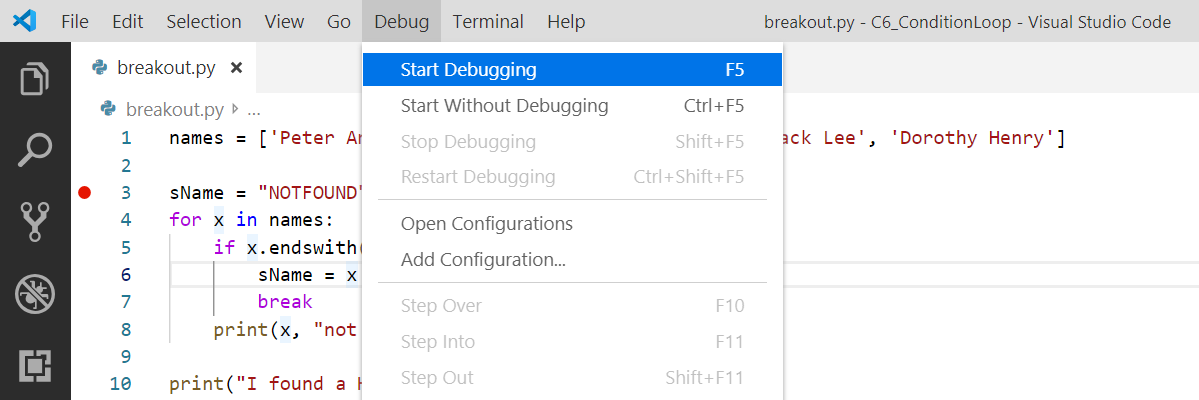 File Edit Selection View Go Debug Terminal Help breakout.py - C6_ConditionLoop - Visual Studio Code
breakout.py ×
breakout.py > ...
Start Debugging F5
Start Without Debugging Ctrl+F5
Stop Debugging Shift+F5
Restart Debugging Ctrl+Shift+F5
Open Configurations
Add Configuration...
Step Over F10
Step Into F11
Step Out Shift+F11
1 names = ['Peter Lee', 'Dorothy Henry']
2
3 sName = "NOTFOUND"
4 for x in names:
5 if x.endswith(
6 sName = x
7 break
8 print(x, "not
9
10 print("I found a